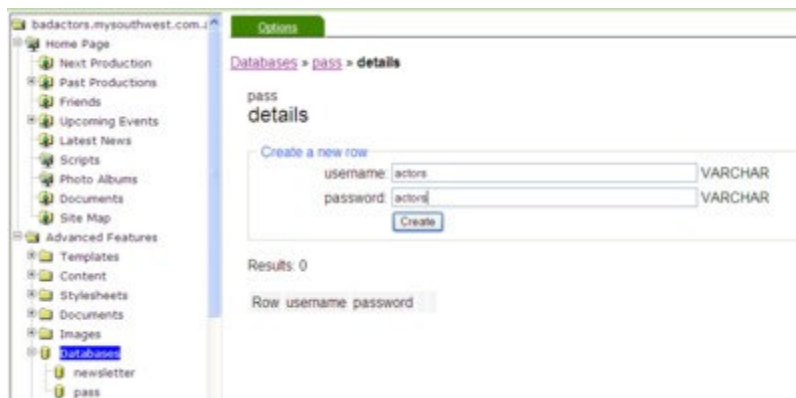 badactors.mysouthwest.com.
Home Page
Next Production
Past Productions
Friends
Upcoming Events
Latest News
Scripts
Photo Albums
Documents
Site Map
Advanced Features
Templates
Content
Stylesheets
Documents
Images
Databases
newsletter
pass
Options
Databases » pass » details
pass
details
Create a new row
username: actors VARCHAR
password: actors VARCHAR
Create
Results: 0
Row username password